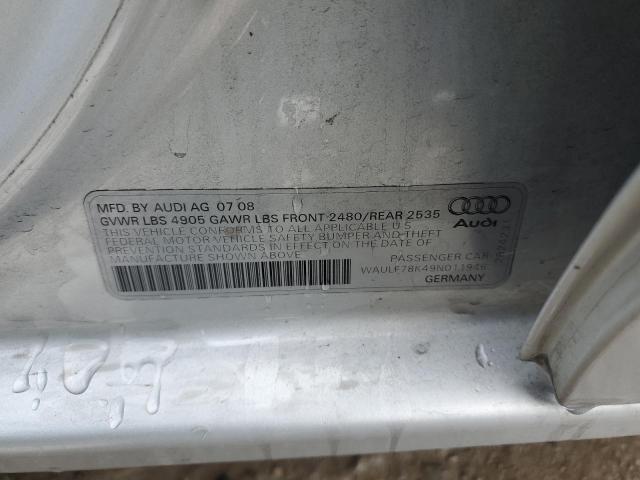 MFD. BY AUDI AG 07 08
GVWR LBS 4905 GAWR LBS FRONT 2480/REAR 2535
THIS VEHICLE CONFORMS TO ALL APPLICABLE U S
FEDERAL MOTOR VEHICLE SAFETY BUMPER AND THEFT
PREVENTION STANDARDS IN EFFECT ON THE DATE OF
MANUFACTURE SHOWN ABOVE
Audi
PASSENGER CAR
WAULF78K49N011946
GERMANY